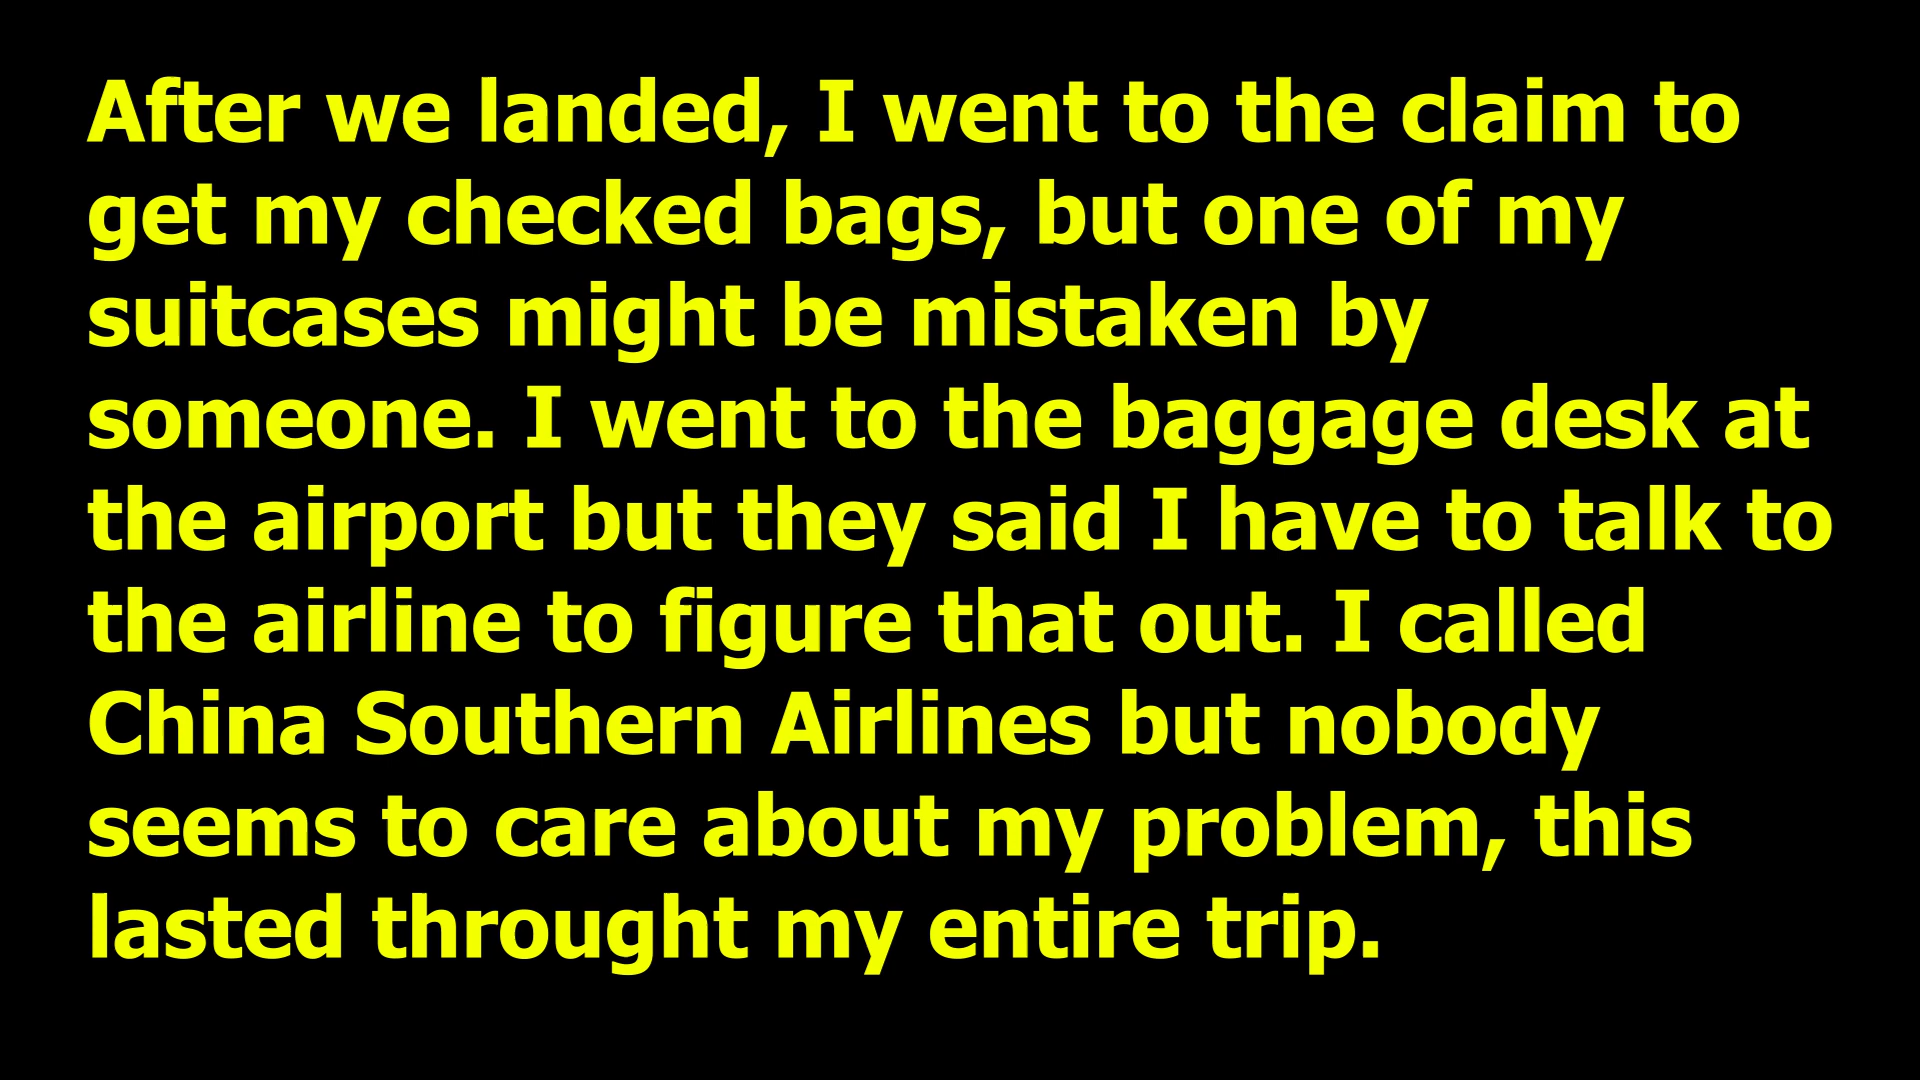 After we landed, I went to the claim to
get my checked bags, but one of my
suitcases might be mistaken by
someone. I went to the baggage desk at
the airport but they said I have to talk to
the airline to figure that out. I called
China Southern Airlines but nobody
seems to care about my problem, this
lasted throught my entire trip.